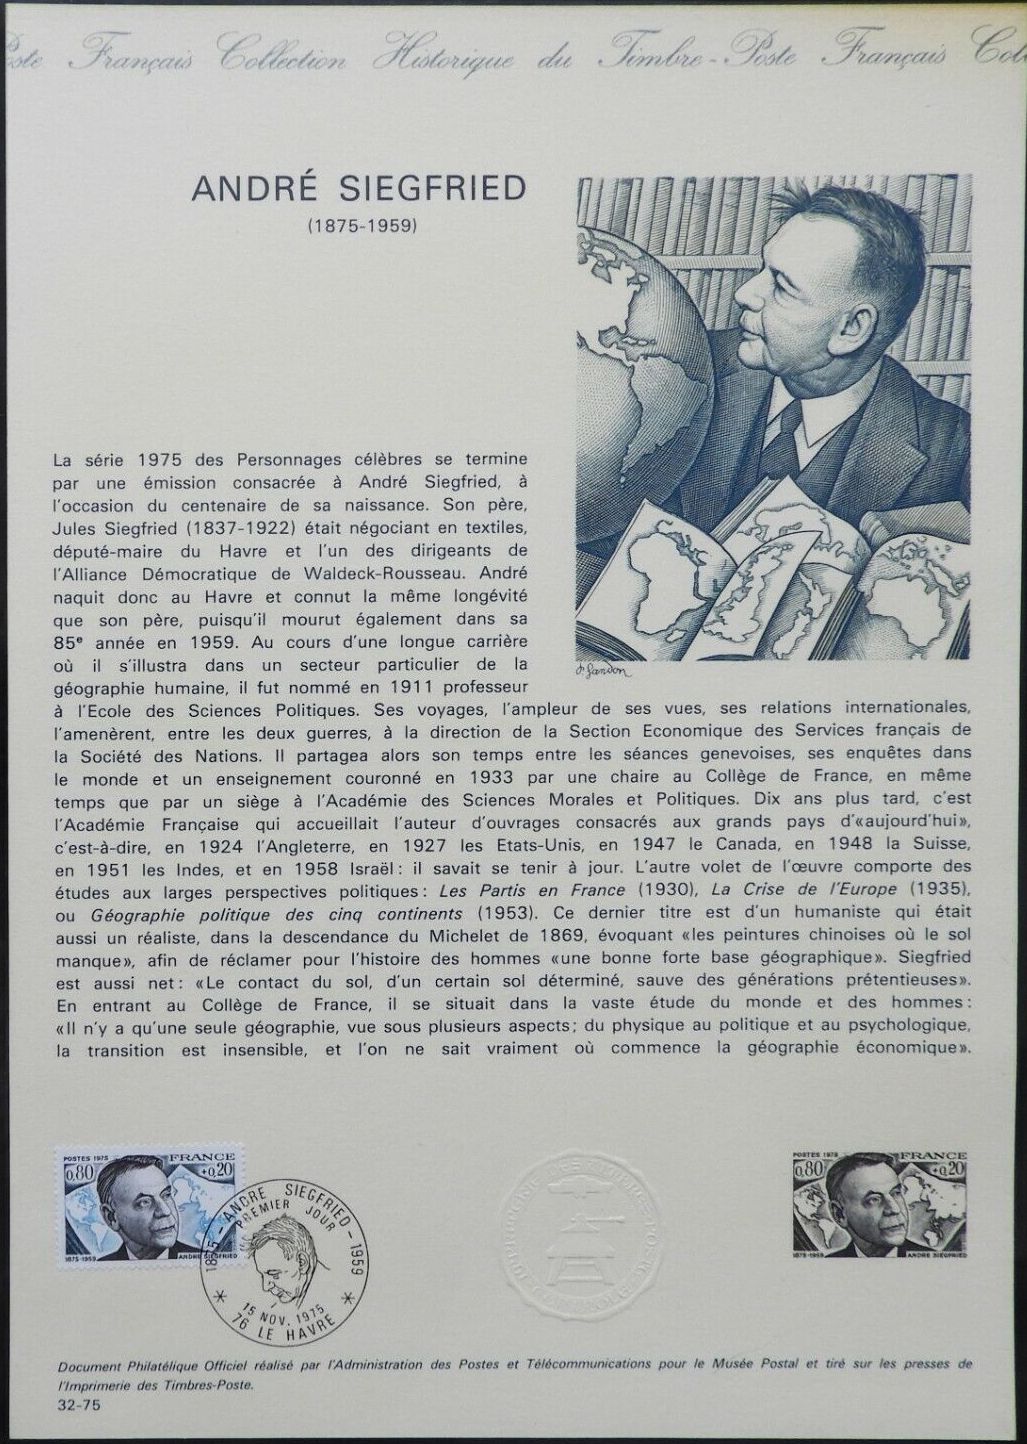 Poste Français Collection Historique du Timbre-Poste Français
ANDRÉ SIEGFRIED
(1875-1959)
La série 1975 des Personnages célèbres se termine
par une émission consacrée à André Siegfried, à
l'occasion du centenaire de sa naissance. Son père,
Jules Siegfried (1837-1922) était négociant en textiles,
député-maire du Havre et l'un des dirigeants de
l'Alliance Démocratique de Waldeck-Rousseau. André
naquit donc au Havre et connut la même longévité
que son père, puisqu'il mourut également dans sa
85e année en 1959. Au cours d'une longue carrière
où il s'illustra dans un secteur particulier de la
géographie humaine, il fut nommé en 1911 professeur
à l'Ecole des Sciences Politiques. Ses voyages, l'ampleur de ses vues, ses relations internationales,
l'amenèrent, entre les deux guerres, à la direction de la Section Economique des Services français de
la Société des Nations. Il partagea alors son temps entre les séances genevoises, ses enquêtes dans
le monde et un enseignement couronné en 1933 par une chaire au Collège de France, en même
temps que par un siège à l'Académie des Sciences Morales et Politiques. Dix ans plus tard, c'est
l'Académie Française qui accueillait l'auteur d'ouvrages consacrés aux grands pays d'«aujourd'hui»,
c'est-à-dire, en 1924 l'Angleterre, en 1927 les Etats-Unis, en 1947 le Canada, en 1948 la Suisse,
en 1951 les Indes, et en 1958 Israël : il savait se tenir à jour. L'autre volet de l'œuvre comporte des
études aux larges perspectives politiques : Les Partis en France (1930), La Crise de l'Europe (1935),
ou Géographie politique des cinq continents (1953). Ce dernier titre est d'un humaniste qui était
aussi un réaliste, dans la descendance du Michelet de 1869, évoquant «les peintures chinoises où le sol
manque», afin de réclamer pour l'histoire des hommes «une bonne forte base géographique». Siegfried
est aussi net : «Le contact du sol, d'un certain sol déterminé, sauve des générations prétentieuses».
En entrant au Collège de France, il se situait dans la vaste étude du monde et des hommes :
«Il n'y a qu'une seule géographie, vue sous plusieurs aspects; du physique au politique et au psychologique,
la transition est insensible, et l'on ne sait vraiment où commence la géographie économique».
POSTES 1975 FRANCE
0,80 +0,20
1875-1959 ANDRÉ SIEGFRIED
1875 - ANDRE SIEGFRIED - 1959
PREMIER JOUR
15 NOV. 1975
76 LE HAVRE
POSTES 1975 FRANCE
0,80 +0,20
1875-1959 ANDRÉ SIEGFRIED
Document Philatélique Officiel réalisé par l'Administration des Postes et Télécommunications pour le Musée Postal et tiré sur les presses de
l'Imprimerie des Timbres-Poste.
32-75